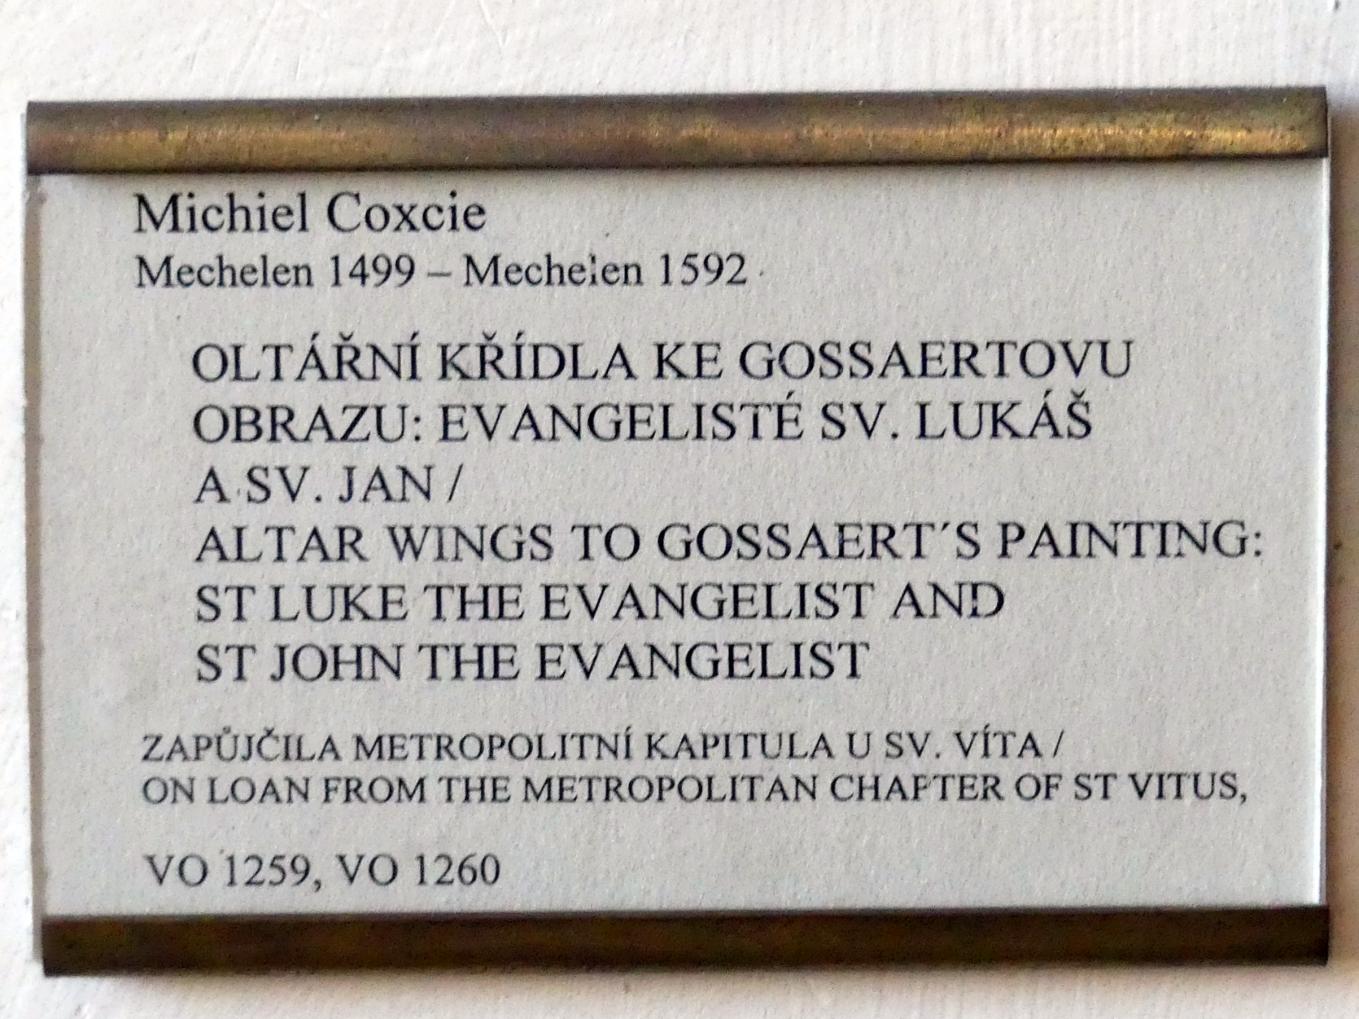 Michiel Coxcie
Mechelen 1499 – Mechelen 1592
OLTÁŘNÍ KŘÍDLA KE GOSSAERTOVU
OBRAZU: EVANGELISTÉ SV. LUKÁŠ
A SV. JAN /
ALTAR WINGS TO GOSSAERT´S PAINTING:
ST LUKE THE EVANGELIST AND
ST JOHN THE EVANGELIST
ZAPŮJČILA METROPOLITNÍ KAPITULA U SV. VÍTA /
ON LOAN FROM THE METROPOLITAN CHAPTER OF ST VITUS,
VO 1259, VO 1260